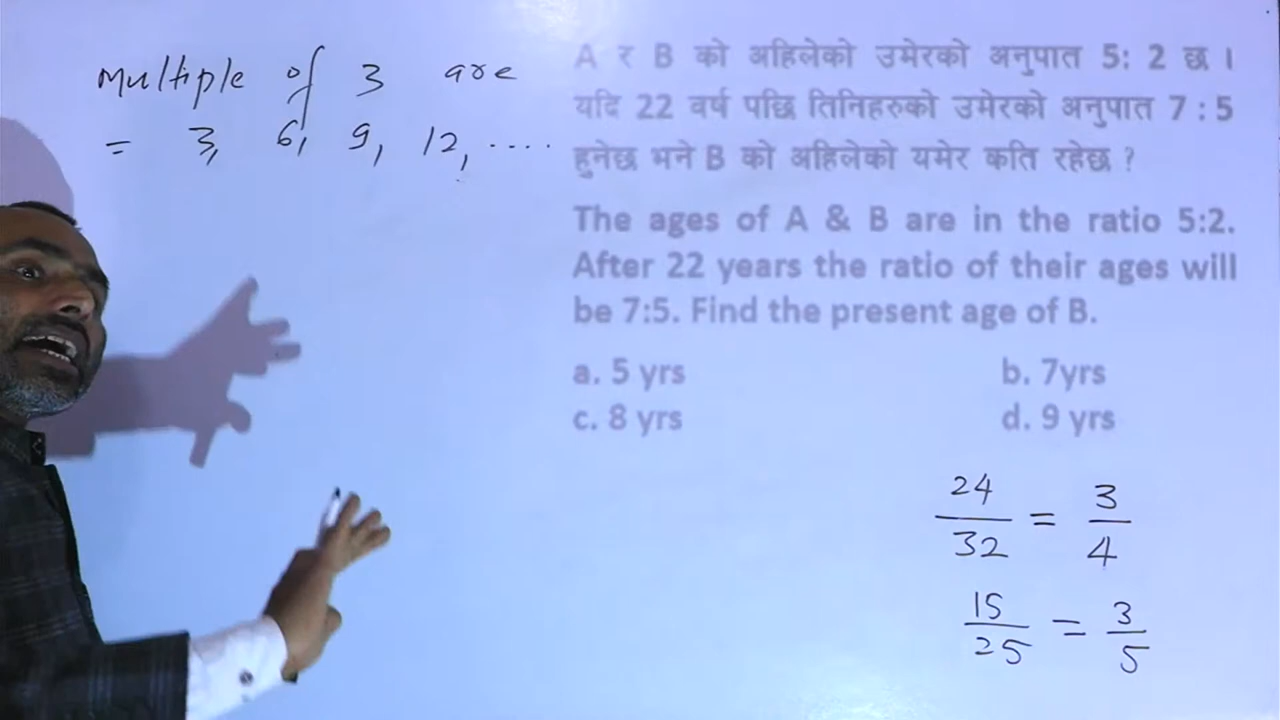 Multiple of 3 are
= 3, 6, 9, 12, ....
A र B को अहिलेको उमेरको अनुपात 5: 2 छ ।
यदि 22 वर्ष पछि तिनिहरुको उमेरको अनुपात 7 : 5
हुनेछ भने B को अहिलेको यमेर कति रहेछ ?
The ages of A & B are in the ratio 5:2.
After 22 years the ratio of their ages will
be 7:5. Find the present age of B.
a. 5 yrs b. 7yrs
c. 8 yrs d. 9 yrs
24/32 = 3/4
15/25 = 3/5